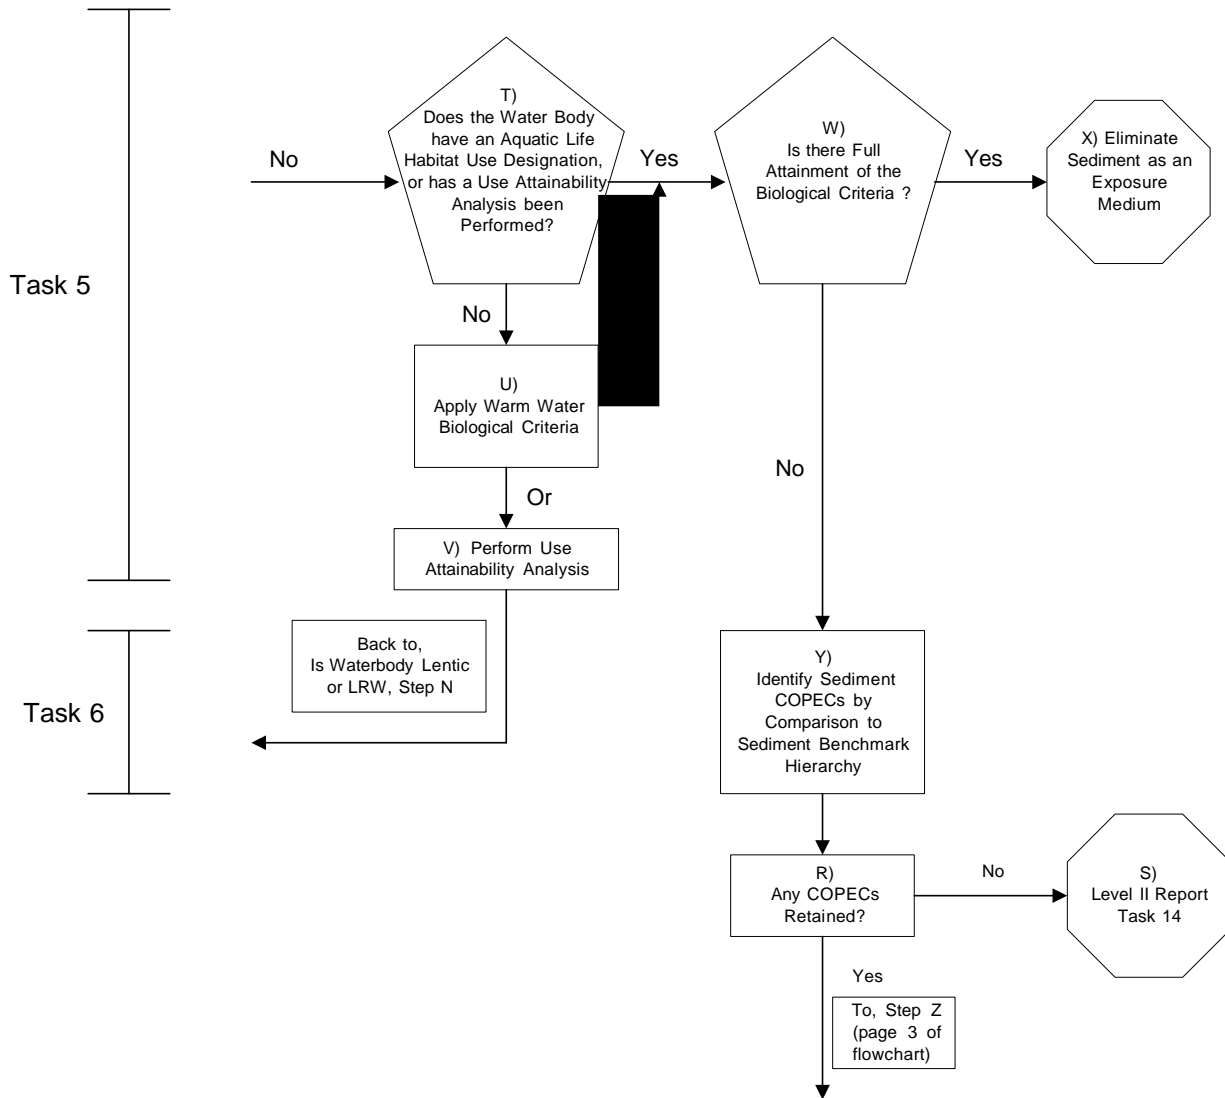 T)
Does the Water Body
have an Aquatic Life
Habitat Use Designation,
or has a Use Attainability
Analysis been
Performed?
No
Yes
W)
Is there Full
Attainment of the
Biological Criteria ?
Yes
X) Eliminate
Sediment as an
Exposure
Medium
Task 5
No
U)
Apply Warm Water
Biological Criteria
No
Or
V) Perform Use
Attainability Analysis
Back to,
Is Waterbody Lentic
or LRW, Step N
Task 6
Y)
Identify Sediment
COPECs by
Comparison to
Sediment Benchmark
Hierarchy
R)
Any COPECs
Retained?
No
S)
Level II Report
Task 14
Yes
To, Step Z
(page 3 of
flowchart)